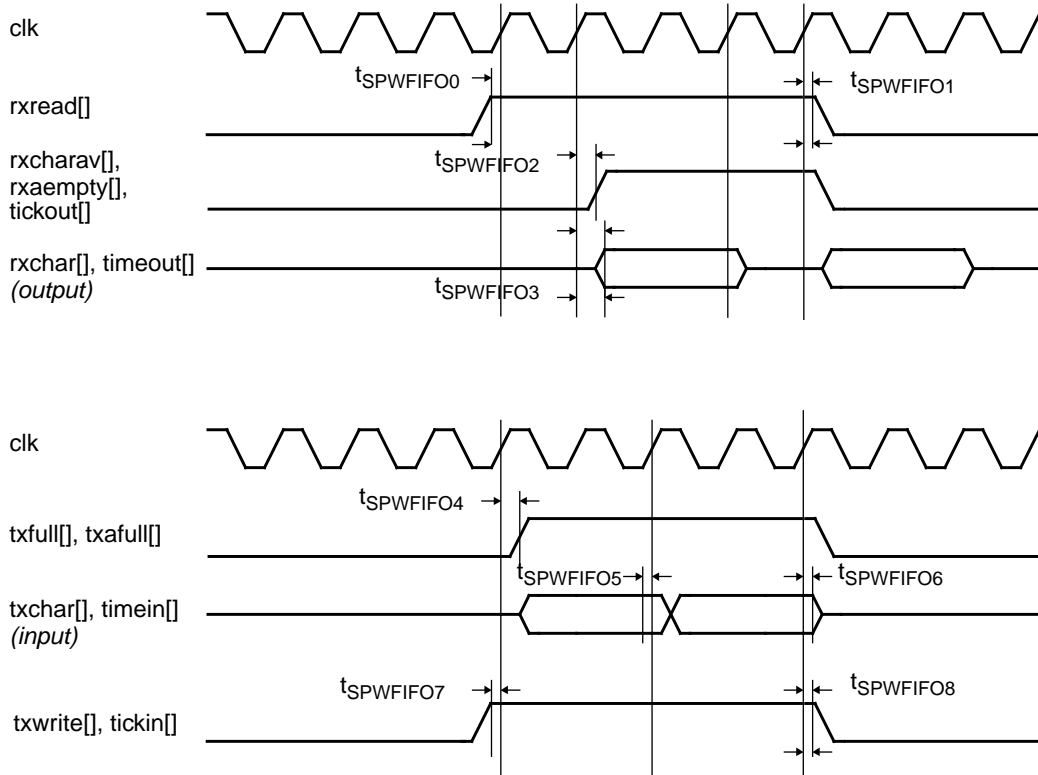 clk
tSPWFIFO0
tSPWFIFO1
rxread[]
rxcharav[],
rxaempty[],
tickout[]
tSPWFIFO2
rxchar[], timeout[]
(output)
tSPWFIFO3
clk
tSPWFIFO4
txfull[], txafull[]
tSPWFIFO5
tSPWFIFO6
txchar[], timein[]
(input)
tSPWFIFO7
tSPWFIFO8
txwrite[], tickin[]